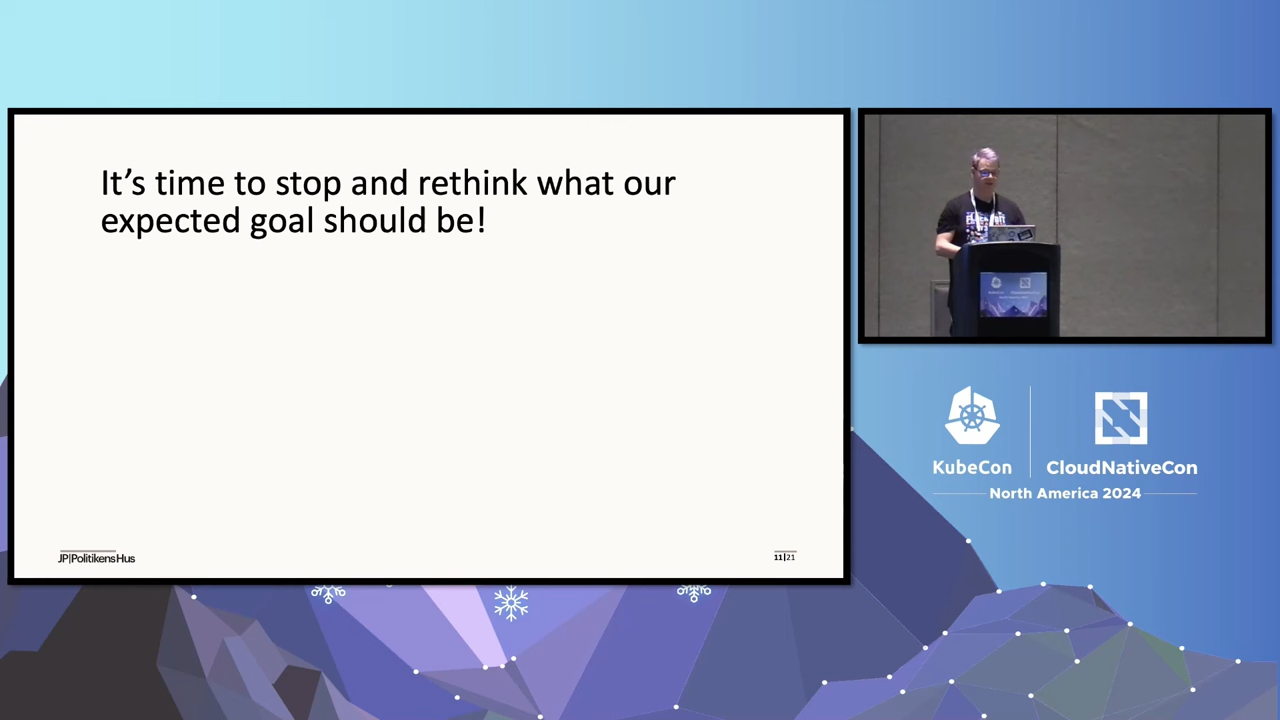 It’s time to stop and rethink what our
expected goal should be!
JP|PolitikensHus
11|21
KubeCon
CloudNativeCon
North America 2024